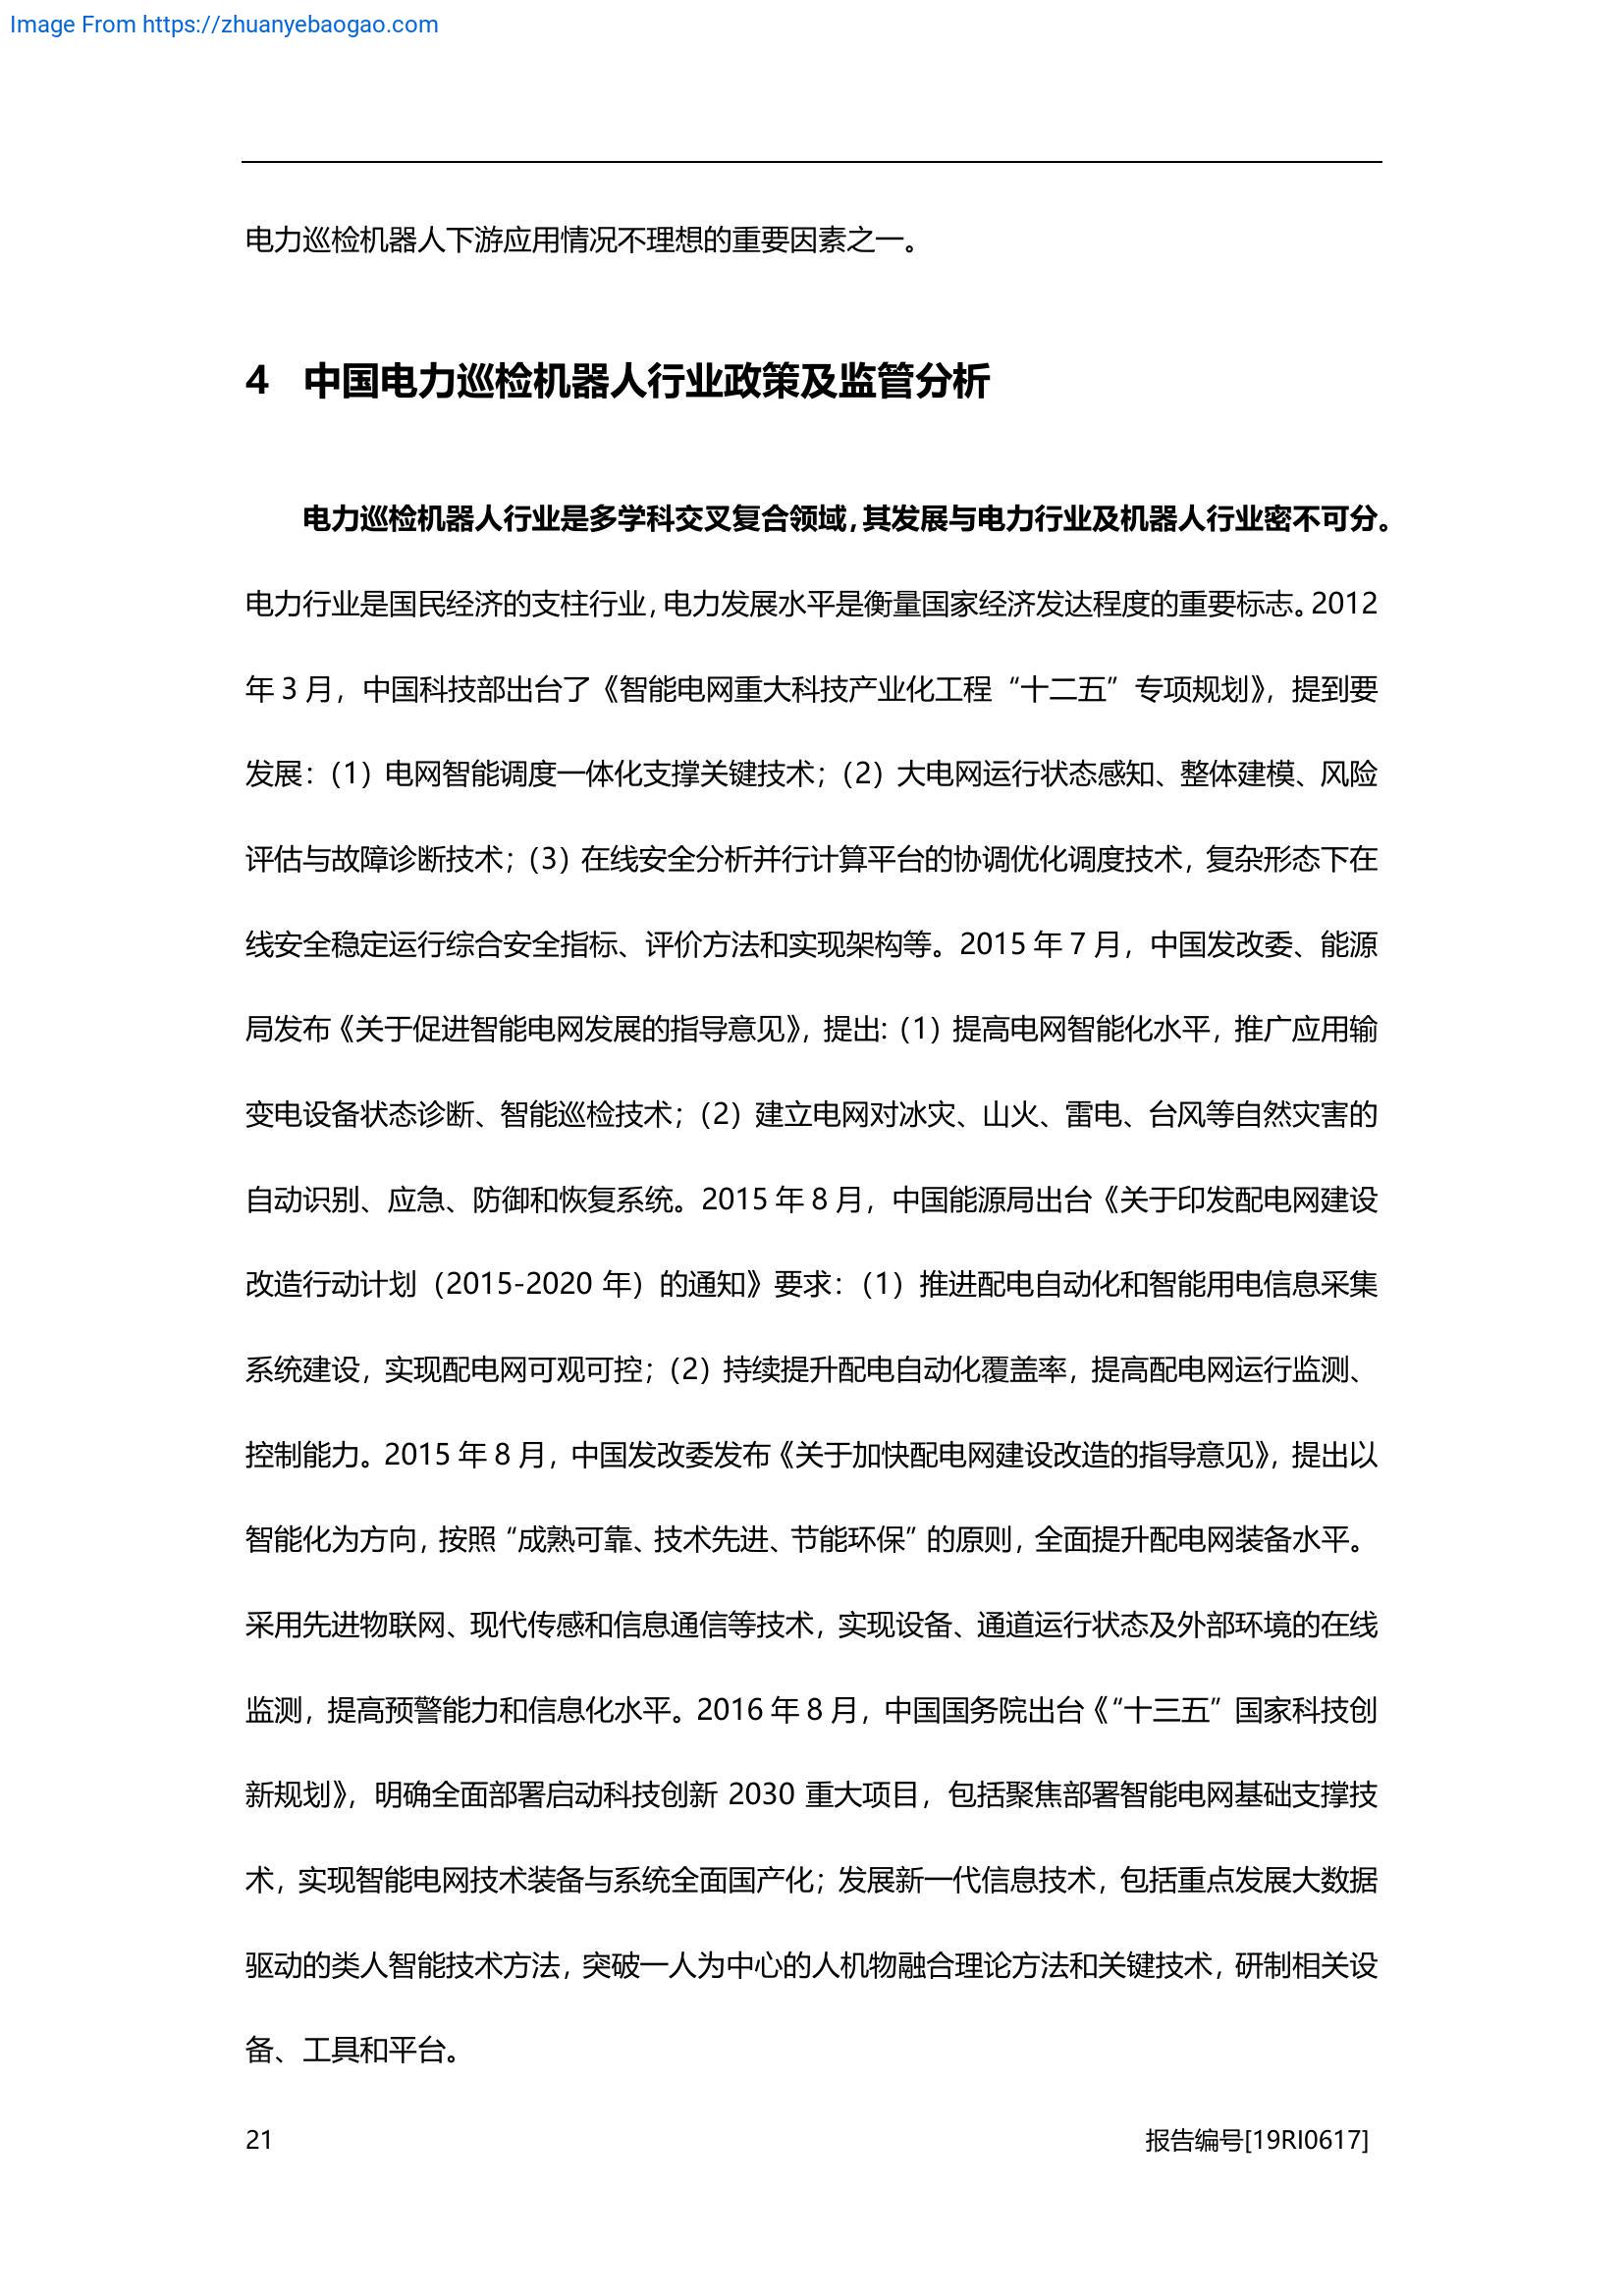 Image From https://zhuanyebaogao.com
电力巡检机器人下游应用情况不理想的重要因素之一。
4 中国电力巡检机器人行业政策及监管分析
电力巡检机器人行业是多学科交叉复合领域，其发展与电力行业及机器人行业密不可分。
电力行业是国民经济的支柱行业，电力发展水平是衡量国家经济发达程度的重要标志。2012
年 3 月，中国科技部出台了《智能电网重大科技产业化工程“十二五”专项规划》，提到要
发展：（1）电网智能调度一体化支撑关键技术；（2）大电网运行状态感知、整体建模、风险
评估与故障诊断技术；（3）在线安全分析并行计算平台的协调优化调度技术，复杂形态下在
线安全稳定运行综合安全指标、评价方法和实现架构等。2015 年 7 月，中国发改委、能源
局发布《关于促进智能电网发展的指导意见》，提出：（1）提高电网智能化水平，推广应用输
变电设备状态诊断、智能巡检技术；（2）建立电网对冰灾、山火、雷电、台风等自然灾害的
自动识别、应急、防御和恢复系统。2015 年 8 月，中国能源局出台《关于印发配电网建设
改造行动计划（2015-2020 年）的通知》要求：（1）推进配电自动化和智能用电信息采集
系统建设，实现配电网可观可控；（2）持续提升配电自动化覆盖率，提高配电网运行监测、
控制能力。2015 年 8 月，中国发改委发布《关于加快配电网建设改造的指导意见》，提出以
智能化为方向，按照“成熟可靠、技术先进、节能环保”的原则，全面提升配电网装备水平。
采用先进物联网、现代传感和信息通信等技术，实现设备、通道运行状态及外部环境的在线
监测，提高预警能力和信息化水平。2016 年 8 月，中国国务院出台《“十三五”国家科技创
新规划》，明确全面部署启动科技创新 2030 重大项目，包括聚焦部署智能电网基础支撑技
术，实现智能电网技术装备与系统全面国产化；发展新一代信息技术，包括重点发展大数据
驱动的类人智能技术方法，突破一人为中心的人机物融合理论方法和关键技术，研制相关设
备、工具和平台。
21 报告编号[19RI0617]